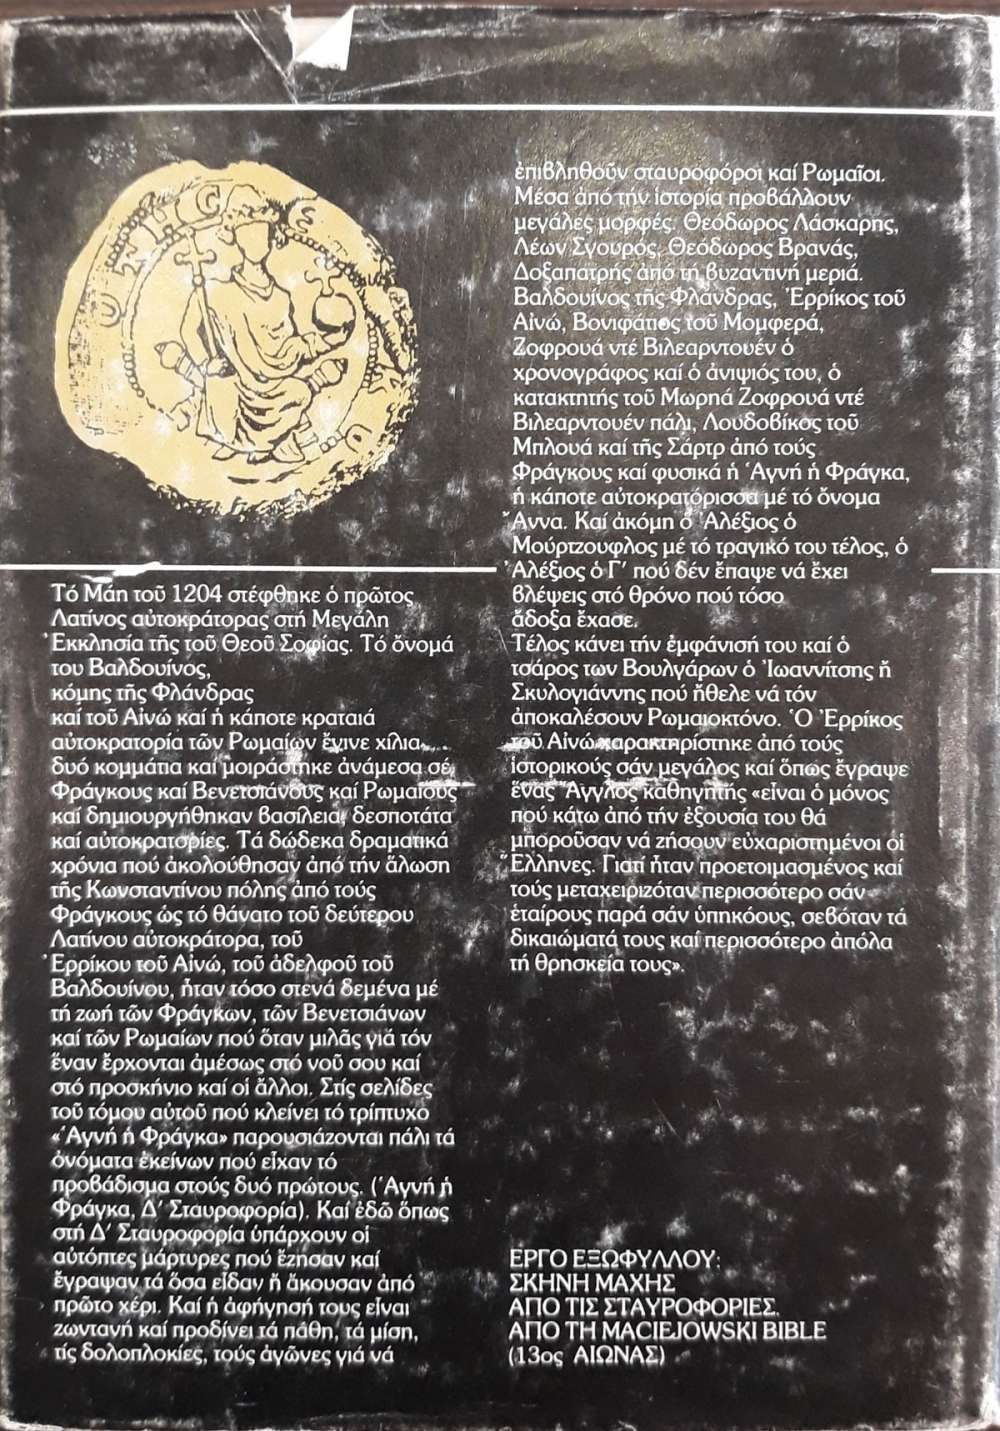 Τό Μάη τοῦ 1204 στέφθηκε ὁ πρῶτος
Λατίνος αὐτοκράτορας στή Μεγάλη
Ἐκκλησία τῆς τοῦ Θεοῦ Σοφίας. Τό ὄνομά
του Βαλδουίνος,
κόμης τῆς Φλάνδρας
καί τοῦ Αἰνώ καί ἡ κάποτε κραταιά
αὐτοκρατορία τῶν Ρωμαίων ἔγινε χίλια
δυό κομμάτια καί μοιράστηκε ἀνάμεσα σέ
Φράγκους καί Βενετσιάνους καί Ρωμαίους
καί δημιουργήθηκαν βασίλεια, δεσποτάτα
καί αὐτοκρατορίες. Τά δώδεκα δραματικά
χρόνια πού ἀκολούθησαν ἀπό τήν ἅλωση
τῆς Κωνσταντίνου πόλης ἀπό τούς
Φράγκους ὡς τό θάνατο τοῦ δεύτερου
Λατίνου αὐτοκράτορα, τοῦ
Ἐρρίκου τοῦ Αἰνώ, τοῦ ἀδελφοῦ τοῦ
Βαλδουίνου, ἦταν τόσο στενά δεμένα μέ
τή ζωή τῶν Φράγκων, τῶν Βενετσιάνων
καί τῶν Ρωμαίων πού ὅταν μιλᾶς γιά τόν
ἕναν ἔρχονται ἀμέσως στό νοῦ σου καί
στό προσκήνιο καί οἱ ἄλλοι. Στίς σελίδες
τοῦ τόμου αὐτοῦ πού κλείνει τό τρίπτυχο
«Ἁγνή ἡ Φράγκα» παρουσιάζονται πάλι τά
ὀνόματα ἐκείνων πού εἶχαν τό
προβάδισμα στούς δυό πρώτους. (Ἁγνή ἡ
Φράγκα, Δ′ Σταυροφορία). Καί ἐδῶ ὅπως
στή Δ′ Σταυροφορία ὑπάρχουν οἱ
αὐτόπτες μάρτυρες πού ἔζησαν καί
ἔγραψαν τά ὅσα εἶδαν ἤ ἄκουσαν ἀπό
πρῶτο χέρι. Καί ἡ ἀφήγησή τους εἶναι
ζωντανή καί προδίνει τά πάθη, τά μίση,
τίς δολοπλοκίες, τούς ἀγῶνες γιά νά
ἐπιβληθοῦν σταυροφόροι καί Ρωμαῖοι.
Μέσα ἀπό τήν ἱστορία προβάλλουν
μεγάλες μορφές. Θεόδωρος Λάσκαρης,
Λέων Σγουρός, Θεόδωρος Βρανάς,
Δοξαπατρής ἀπό τή βυζαντινή μεριά.
Βαλδουίνος τῆς Φλάνδρας, Ἐρρίκος τοῦ
Αἰνώ, Βονιφάτιος τοῦ Μομφερά,
Ζοφρουά ντέ Βιλεαρντουέν ὁ
χρονογράφος καί ὁ ἀνιψιός του, ὁ
κατακτητής τοῦ Μωρηά Ζοφρουά ντέ
Βιλεαρντουέν πάλι, Λουδοβίκος τοῦ
Μπλουά καί τῆς Σάρτρ ἀπό τούς
Φράγκους καί φυσικά ἡ Ἁγνή ἡ Φράγκα,
ἡ κάποτε αὐτοκρατόρισσα μέ τό ὄνομα
Ἄννα. Καί ἀκόμη ὁ Ἀλέξιος ὁ
Μούρτζουφλος μέ τό τραγικό του τέλος, ὁ
Ἀλέξιος ὁ Γ′ πού δέν ἔπαψε νά ἔχει
βλέψεις στό θρόνο πού τόσο
ἄδοξα ἔχασε.
Τέλος κάνει τήν ἐμφάνισή του καί ὁ
τσάρος των Βουλγάρων ὁ Ἰωαννίτσης ἤ
Σκυλογιάννης πού ἤθελε νά τόν
ἀποκαλέσουν Ρωμαιοκτόνο. Ὁ Ἐρρίκος
τοῦ Αἰνώ χαρακτηρίστηκε ἀπό τούς
ἱστορικούς σάν μεγάλος καί ὅπως ἔγραψε
ἕνας Ἄγγλος καθηγητής «εἶναι ὁ μόνος
πού κάτω ἀπό τήν ἐξουσία του θά
μποροῦσαν νά ζήσουν εὐχαριστημένοι οἱ
Ἕλληνες. Γιατί ἦταν προετοιμασμένος καί
τούς μεταχειριζόταν περισσότερο σάν
ἑταίρους παρά σάν ὑπηκόους, σεβόταν τά
δικαιώματά τους καί περισσότερο ἀπόλα
τή θρησκεία τους».
ΕΡΓΟ ΕΞΩΦΥΛΛΟΥ:
ΣΚΗΝΗ ΜΑΧΗΣ
ΑΠΟ ΤΙΣ ΣΤΑΥΡΟΦΟΡΙΕΣ.
ΑΠΟ ΤΗ MACIEJOWSKI BIBLE
(13ος ΑΙΩΝΑΣ)